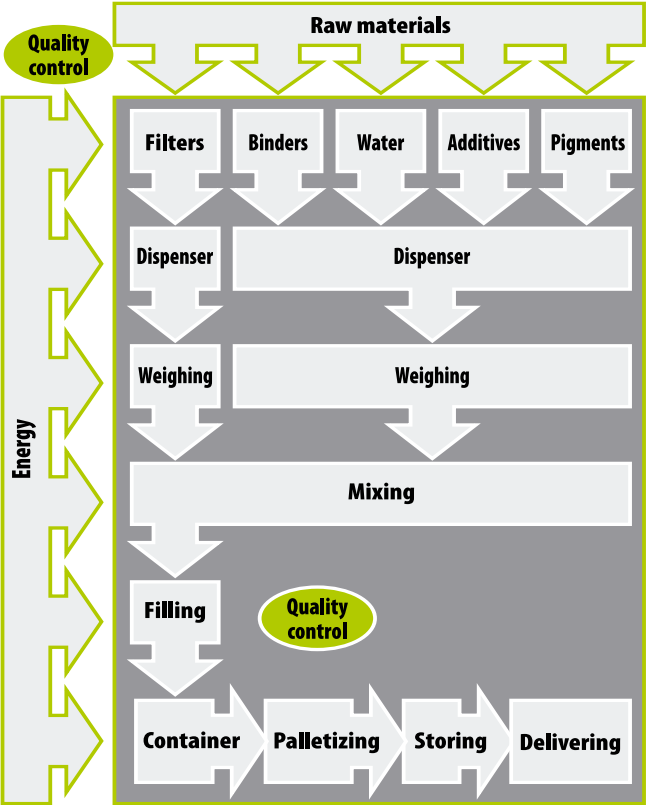 Raw materials
Quality
control
Filters
Binders
Water
Additives
Pigments
Dispenser
Dispenser
Weighing
Weighing
Energy
Mixing
Filling
Quality
control
Container
Palletizing
Storing
Delivering